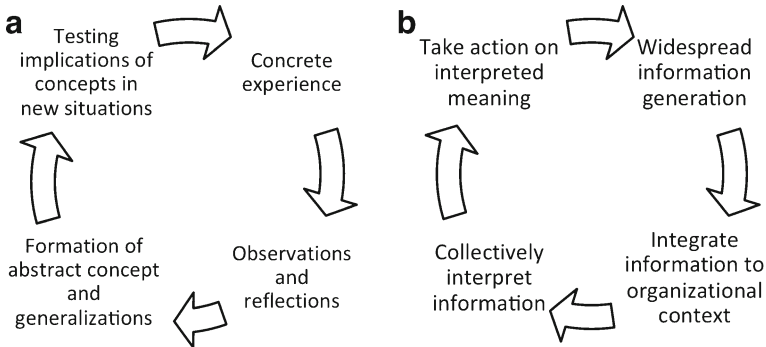 a
Testing
implications of
concepts in
new situations
Concrete
experience
Observations
and
reflections
Formation of
abstract concept
and
generalizations
b
Take action on
interpreted
meaning
Widespread
information
generation
Integrate
information to
organizational
context
Collectively
interpret
information